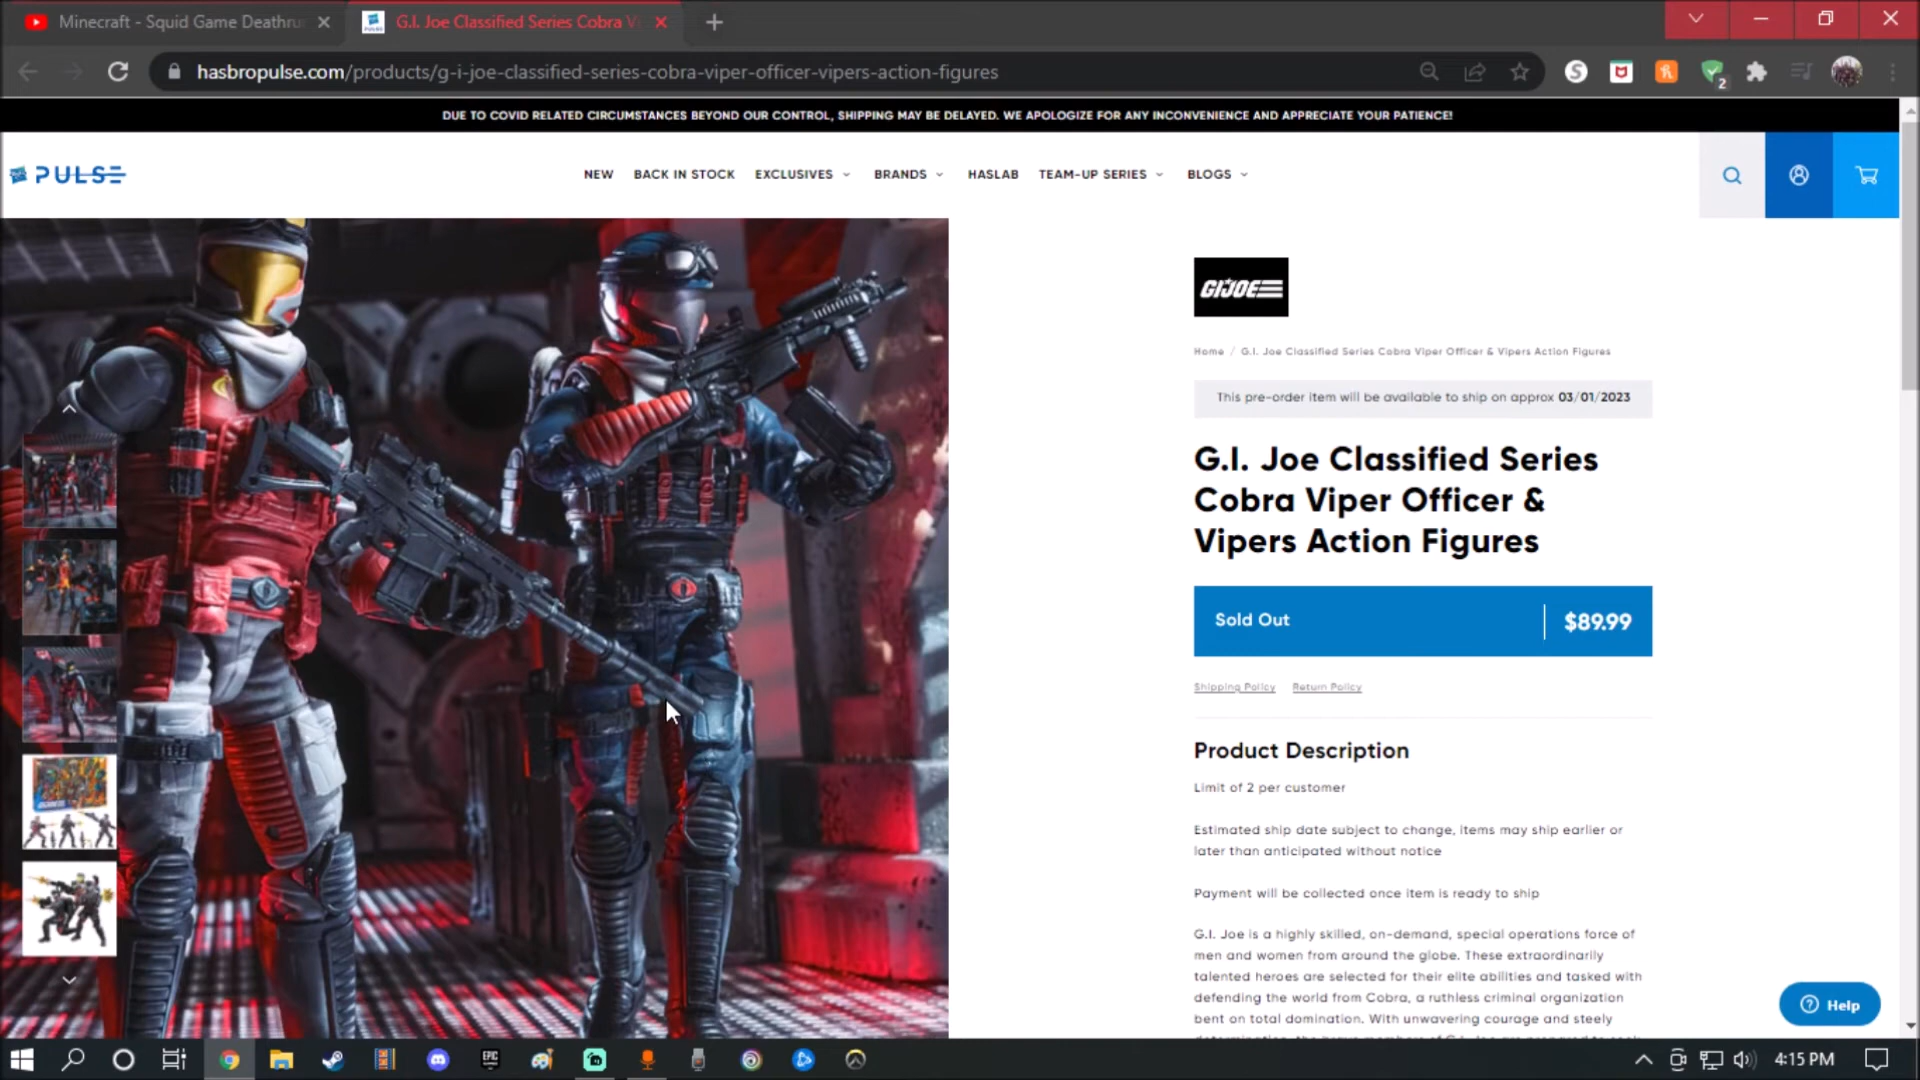 Minecraft - Squid Game Deathru
G.I. Joe Classified Series Cobra Vi
hasbropulse.com/products/g-i-joe-classified-series-cobra-viper-officer-vipers-action-figures
2
DUE TO COVID RELATED CIRCUMSTANCES BEYOND OUR CONTROL, SHIPPING MAY BE DELAYED. WE APOLOGIZE FOR ANY INCONVENIENCE AND APPRECIATE YOUR PATIENCE!
PULSE
NEW BACK IN STOCK EXCLUSIVES BRANDS HASLAB TEAM-UP SERIES BLOGS
GIJOE
Home / G.I. Joe Classified Series Cobra Viper Officer & Vipers Action Figures
This pre-order item will be available to ship on approx 03/01/2023
G.I. Joe Classified Series
Cobra Viper Officer &
Vipers Action Figures
Sold Out $89.99
Shipping Policy Return Policy
Product Description
Limit of 2 per customer
Estimated ship date subject to change, items may ship earlier or
later than anticipated without notice
Payment will be collected once item is ready to ship
G.I. Joe is a highly skilled, on-demand, special operations force of
men and women from around the globe. These extraordinarily
talented heroes are selected for their elite abilities and tasked with
defending the world from Cobra, a ruthless criminal organization
bent on total domination. With unwavering courage and steely
Help
EPIC
4:15 PM